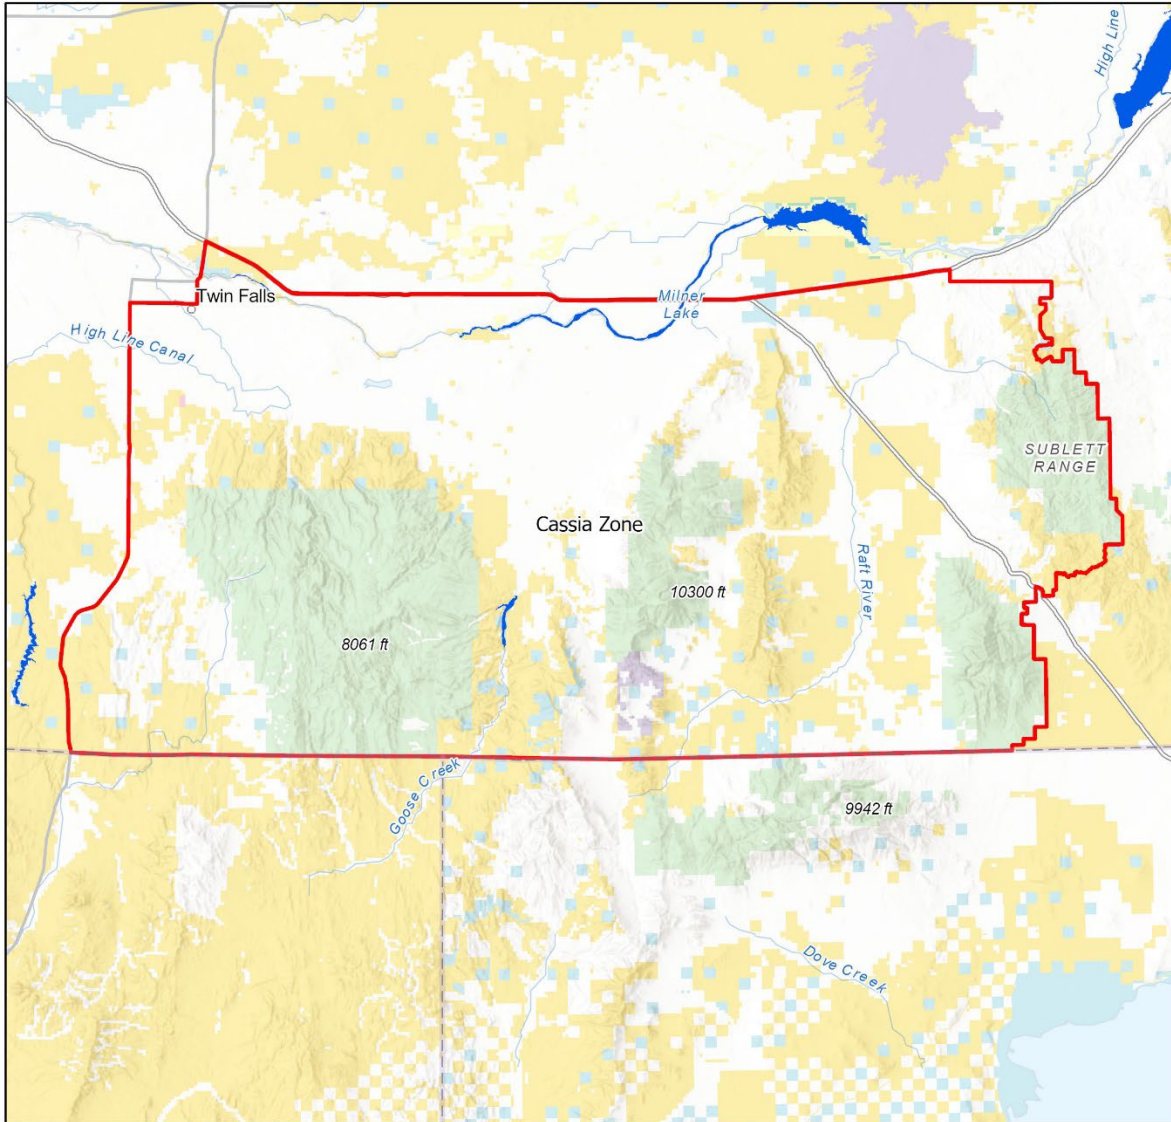 High Line
Twin Falls
Milner
Lake
High Line Canal
SUBLETT
RANGE
Cassia Zone
Raft River
10300 ft
8061 ft
Goose Creek
9942 ft
Dove Creek